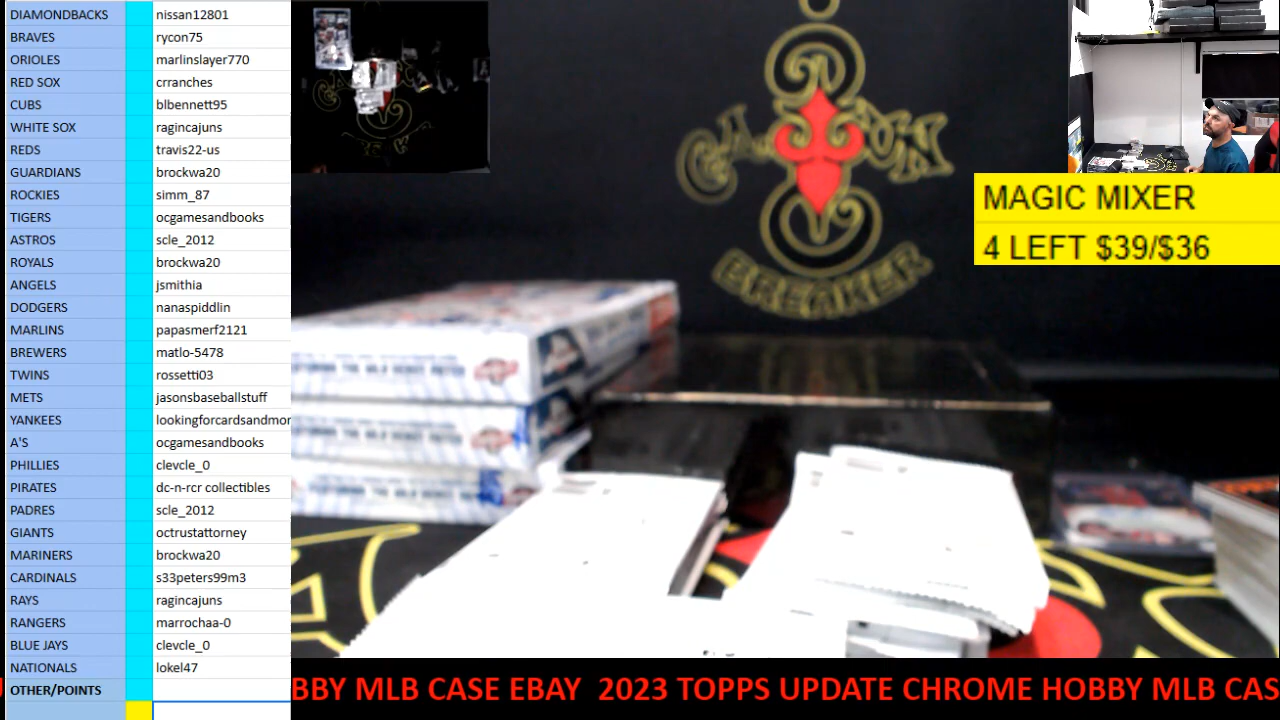 DIAMONDBACKS nissan12801
BRAVES rycon75
ORIOLES marlinslayer770
RED SOX crranches
CUBS blbennett95
WHITE SOX ragincajuns
REDS travis22-us
GUARDIANS brockwa20
ROCKIES simm_87
TIGERS ocgamesandbooks
ASTROS scle_2012
ROYALS brockwa20
ANGELS jsmithia
DODGERS nanaspiddlin
MARLINS papasmerf2121
BREWERS matlo-5478
TWINS rossetti03
METS jasonsbaseballstuff
YANKEES lookingforcardsandmor
A'S ocgamesandbooks
PHILLIES clevcle_0
PIRATES dc-n-rcr collectibles
PADRES scle_2012
GIANTS octrustattorney
MARINERS brockwa20
CARDINALS s33peters99m3
RAYS ragincajuns
RANGERS marrochaa-0
BLUE JAYS clevcle_0
NATIONALS lokel47
OTHER/POINTS
MAGIC MIXER
4 LEFT $39/$36
BREAKER
BBY MLB CASE EBAY 2023 TOPPS UPDATE CHROME HOBBY MLB CAS